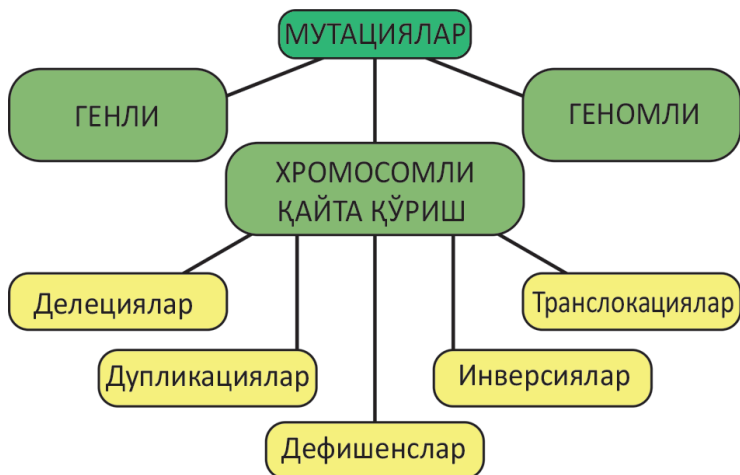 МУТАЦИЯЛАР
ГЕНЛИ
ГЕНОМЛИ
ХРОМОСОМЛИ
ҚАЙТА ҚЎРИШ
Делециялар
Транслокациялар
Дупликациялар
Инверсиялар
Дефишенслар